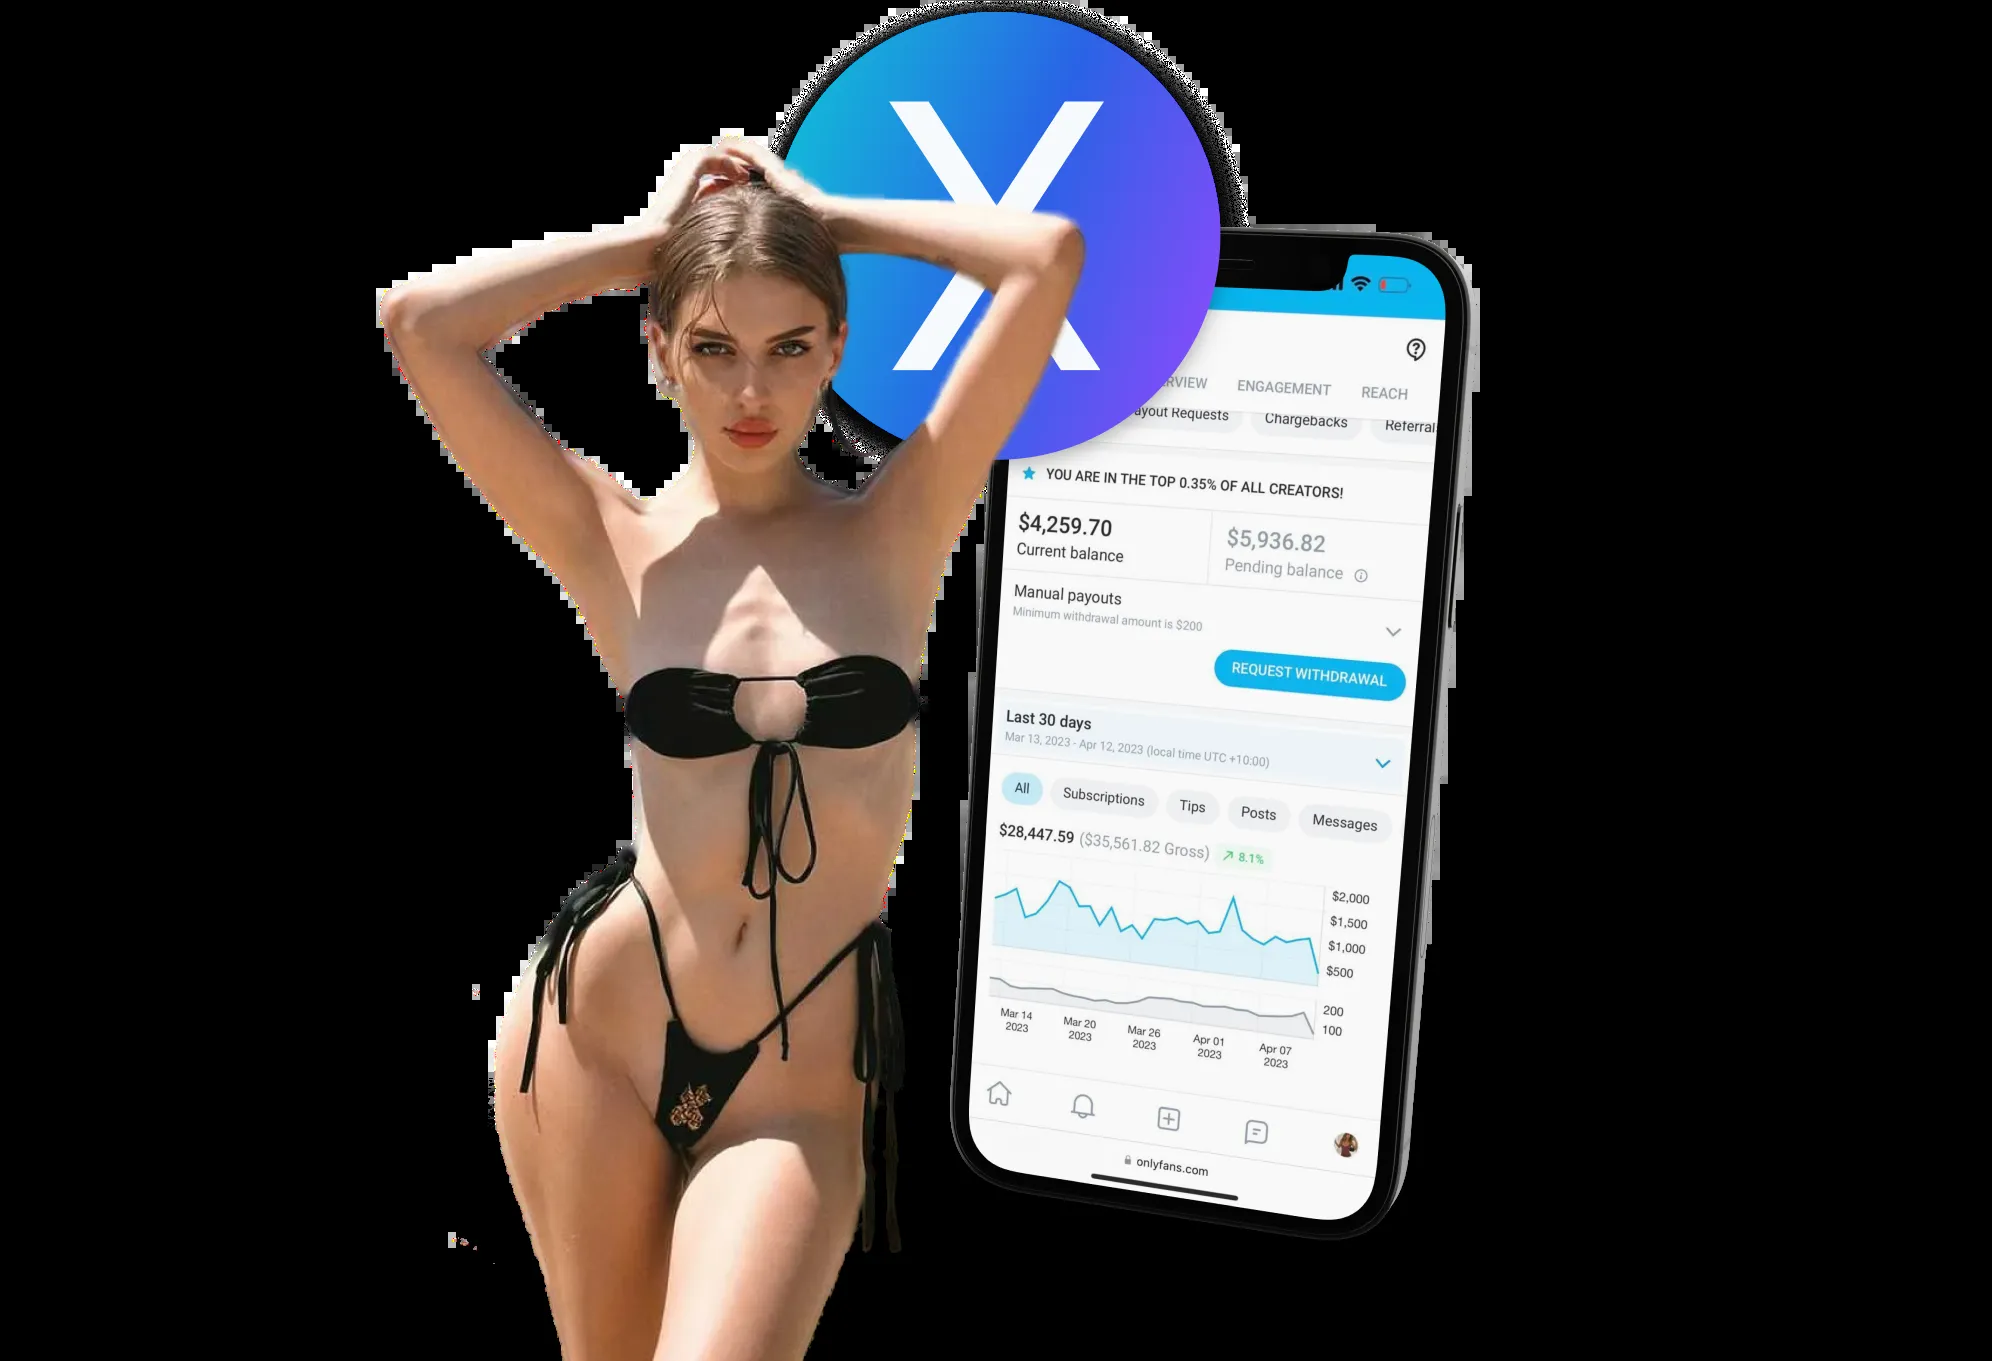 X
ENGAGEMENT REACH
Payout Requests Chargebacks Referral
YOU ARE IN THE TOP 0.35% OF ALL CREATORS!
$4,259.70 $5,936.82
Current balance Pending balance
Manual payouts
Minimum withdrawal amount is $200
REQUEST WITHDRAWAL
Last 30 days
Mar 13, 2023 - Apr 12, 2023 (local time UTC +10:00)
All Subscriptions Tips Posts Messages
$28,447.59 ($35,561.82 Gross) 8.1%
$2,000
$1,500
$1,000
$500
200
100
Mar 14 Mar 20 Mar 26 Apr 01 Apr 07
2023 2023 2023 2023 2023
onlyfans.com